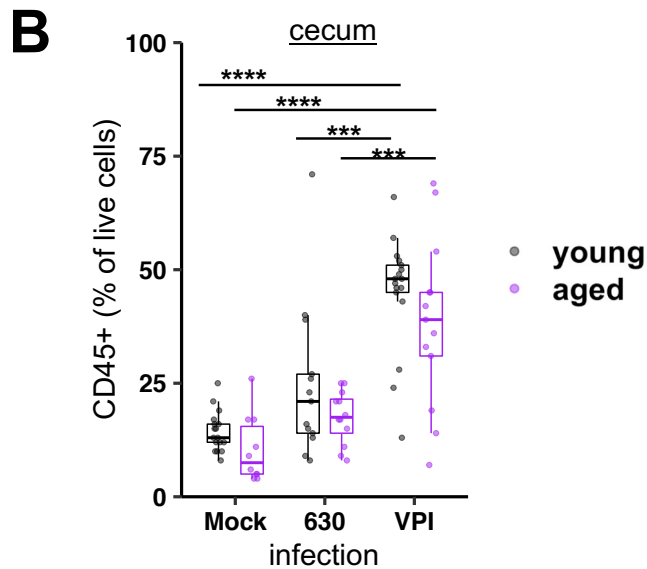 B
cecum
100
****
****
***
***
75
50
25
0
CD45+ (% of live cells)
young
aged
Mock 630 VPI
infection